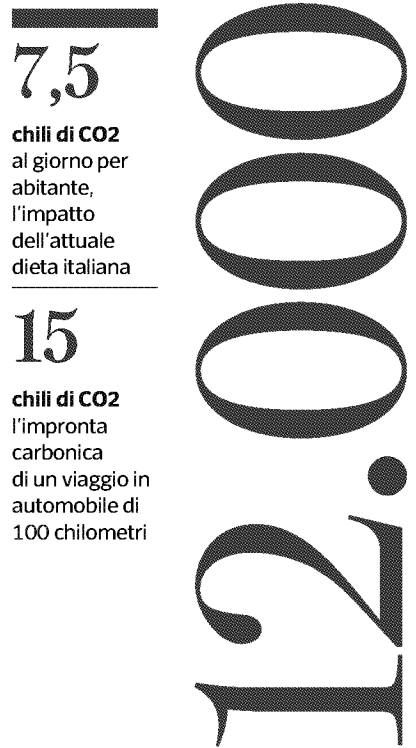 7,5
chili di CO2
al giorno per
abitante,
l'impatto
dell'attuale
dieta italiana
15
chili di CO2
l'impronta
carbonica
di un viaggio in
automobile di
100 chilometri
12.000